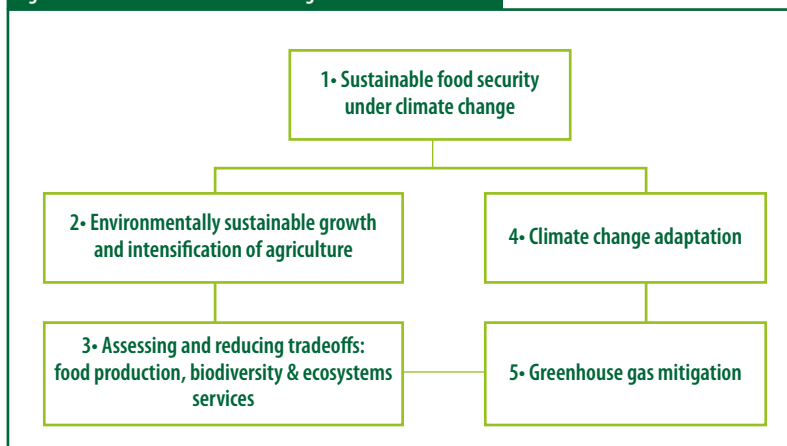 1• Sustainable food security
under climate change
2• Environmentally sustainable growth
and intensification of agriculture
4• Climate change adaptation
3• Assessing and reducing tradeoffs:
food production, biodiversity & ecosystems
services
5• Greenhouse gas mitigation